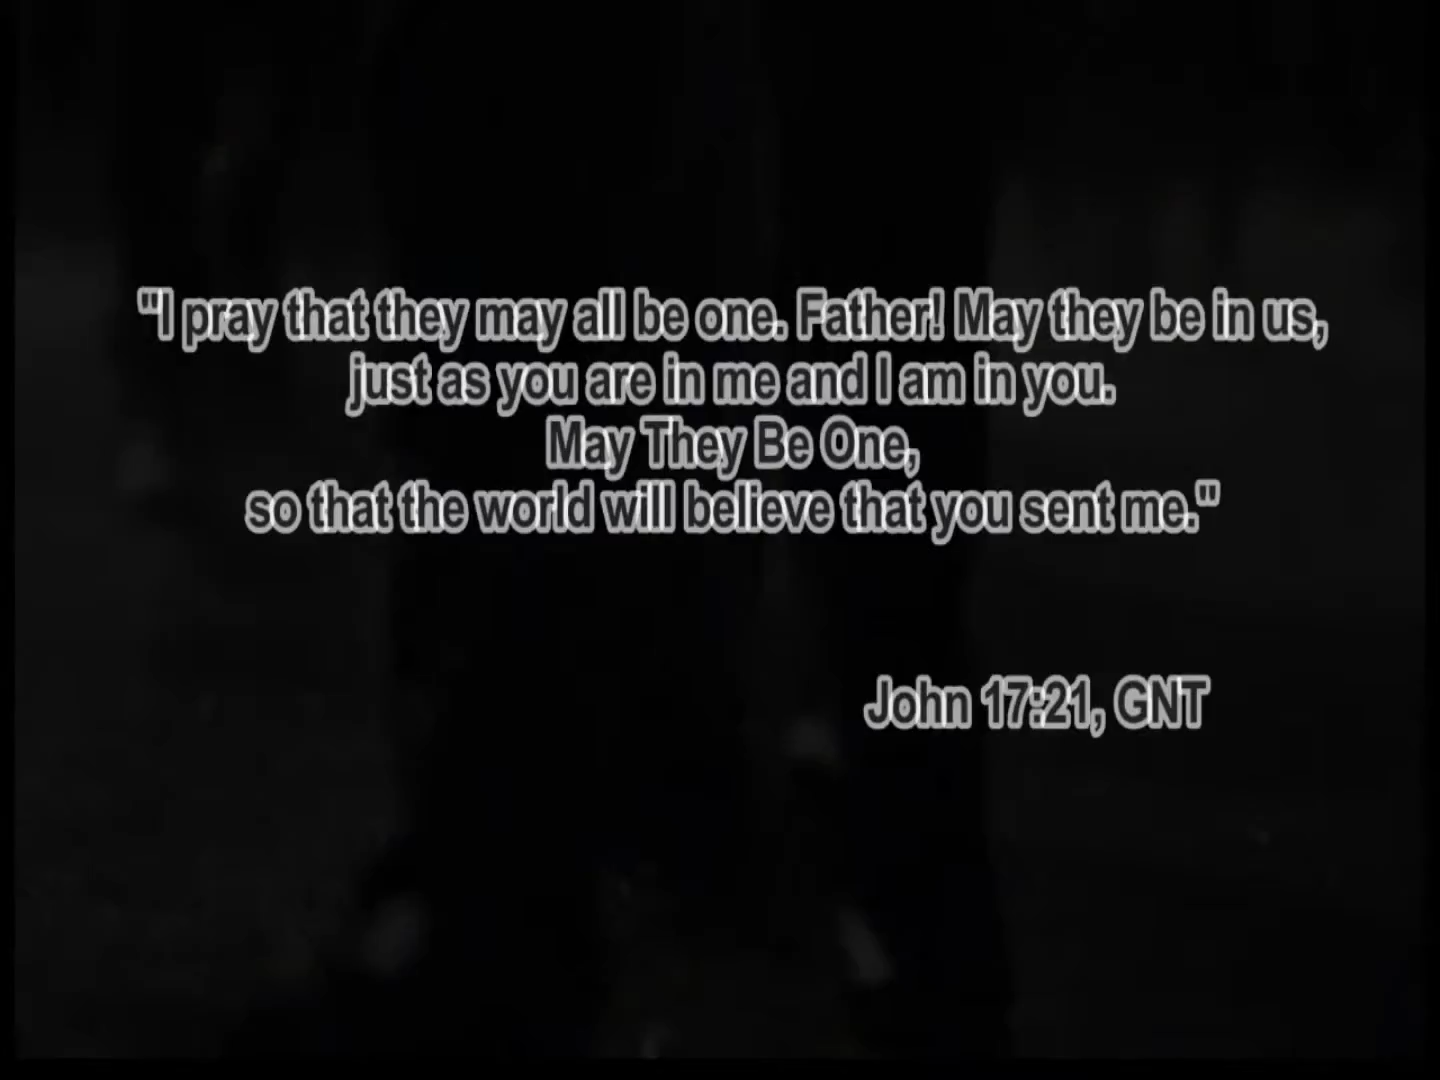 "I pray that they may all be one. Father! May they be in us,
just as you are in me and I am in you.
May They Be One,
so that the world will believe that you sent me."
John 17:21, GNT